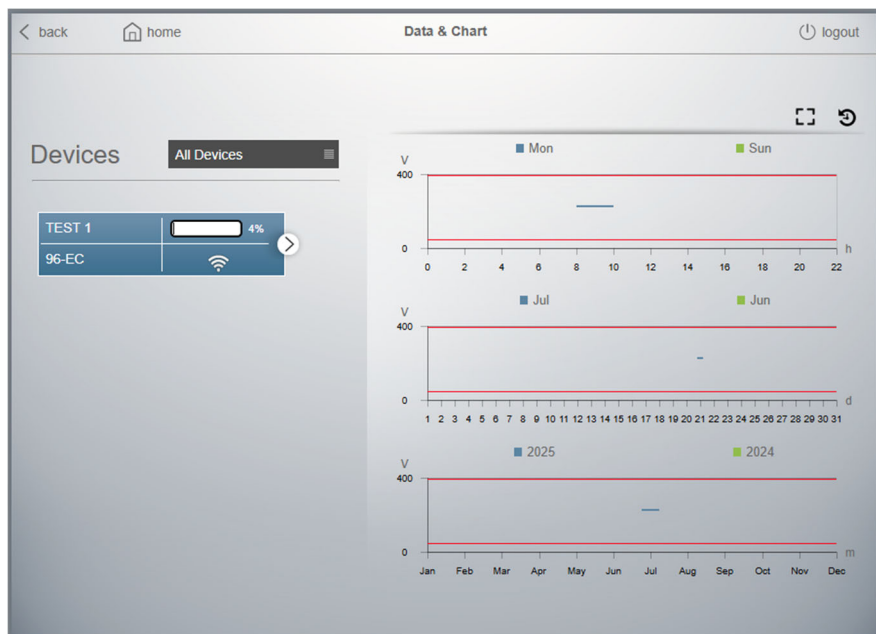 back home Data & Chart logout
Devices All Devices
TEST 1 4%
96-EC
V Mon Sun
400
0 h
0 2 4 6 8 10 12 14 16 18 20 22
V Jul Jun
400
0 d
1 2 3 4 5 6 7 8 9 10 11 12 13 14 15 16 17 18 19 20 21 22 23 24 25 26 27 28 29 30 31
V 2025 2024
400
0 m
Jan Feb Mar Apr May Jun Jul Aug Sep Oct Nov Dec